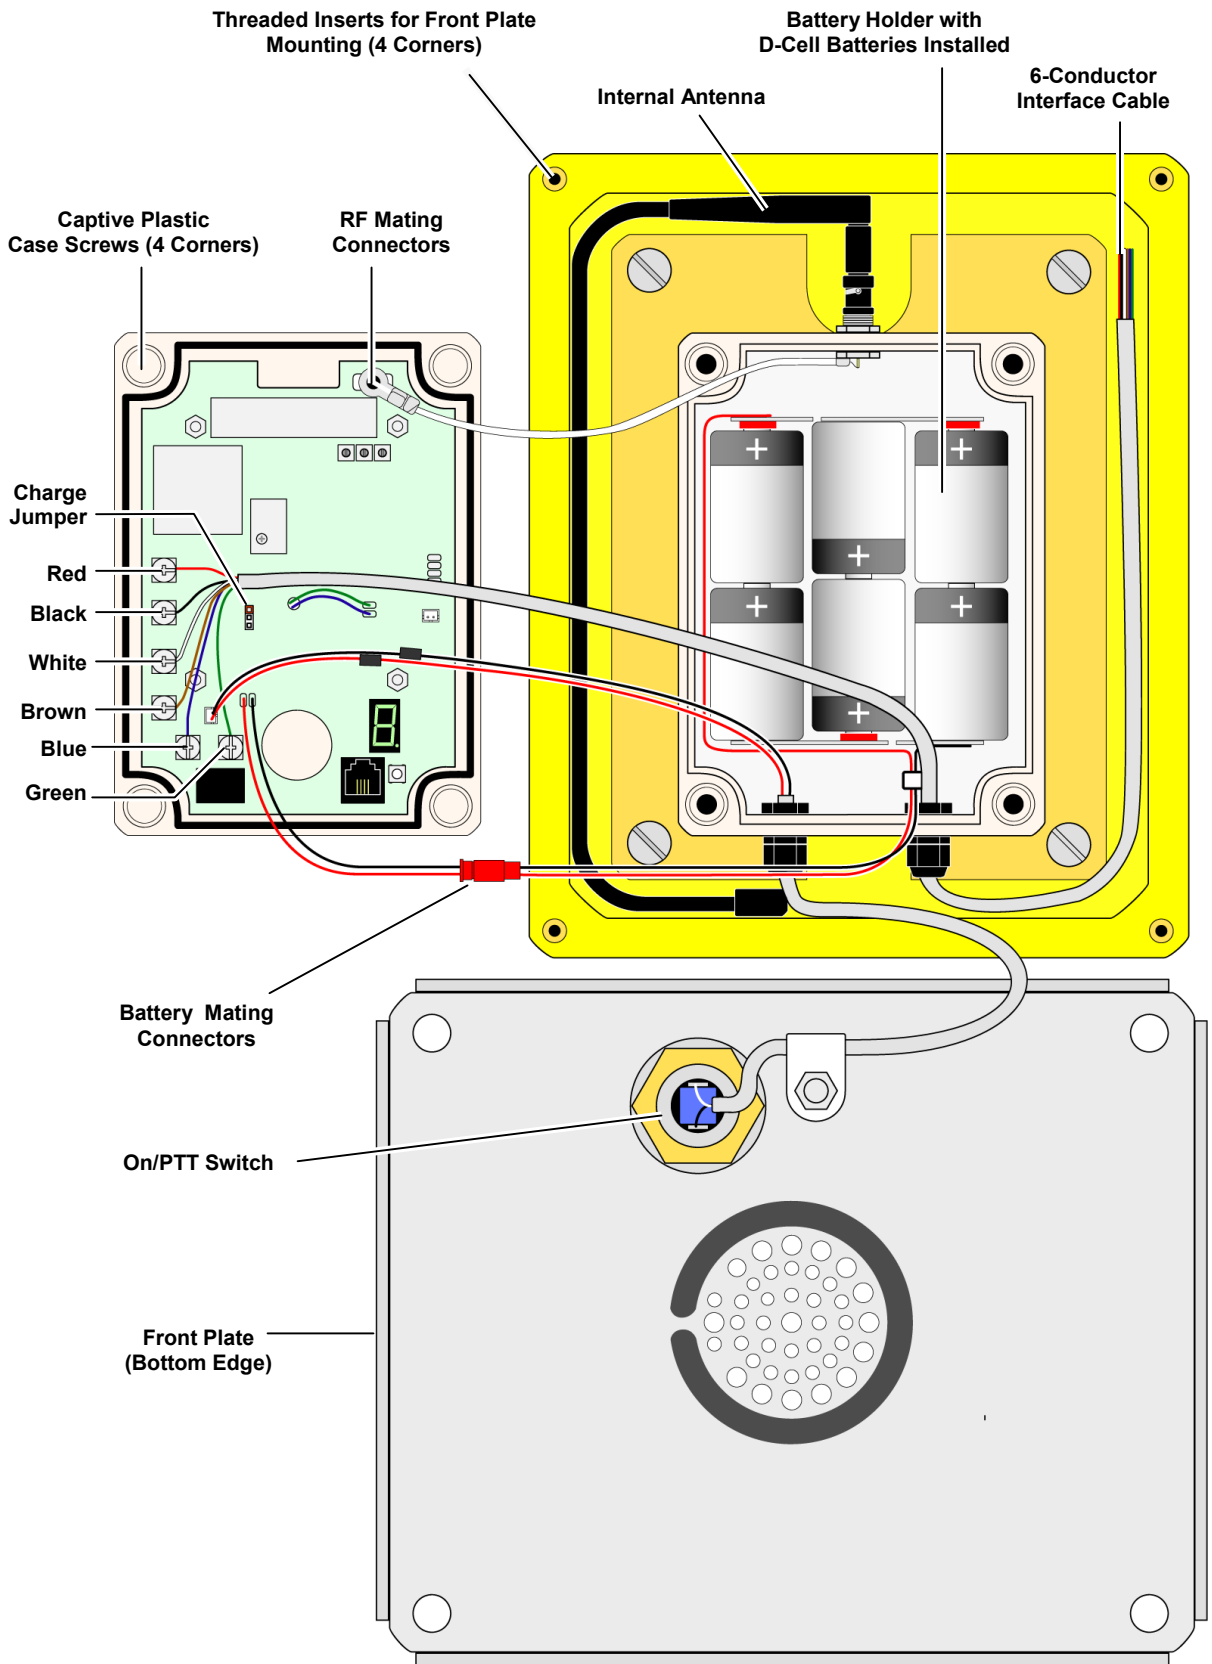 Threaded Inserts for Front Plate
Mounting (4 Corners)
Battery Holder with
D-Cell Batteries Installed
6-Conductor
Interface Cable
Internal Antenna
Captive Plastic
Case Screws (4 Corners)
RF Mating
Connectors
Charge
Jumper
Red
Black
White
Brown
Blue
Green
+ + +
+ +
+
8.
Battery Mating
Connectors
On/PTT Switch
Front Plate
(Bottom Edge)